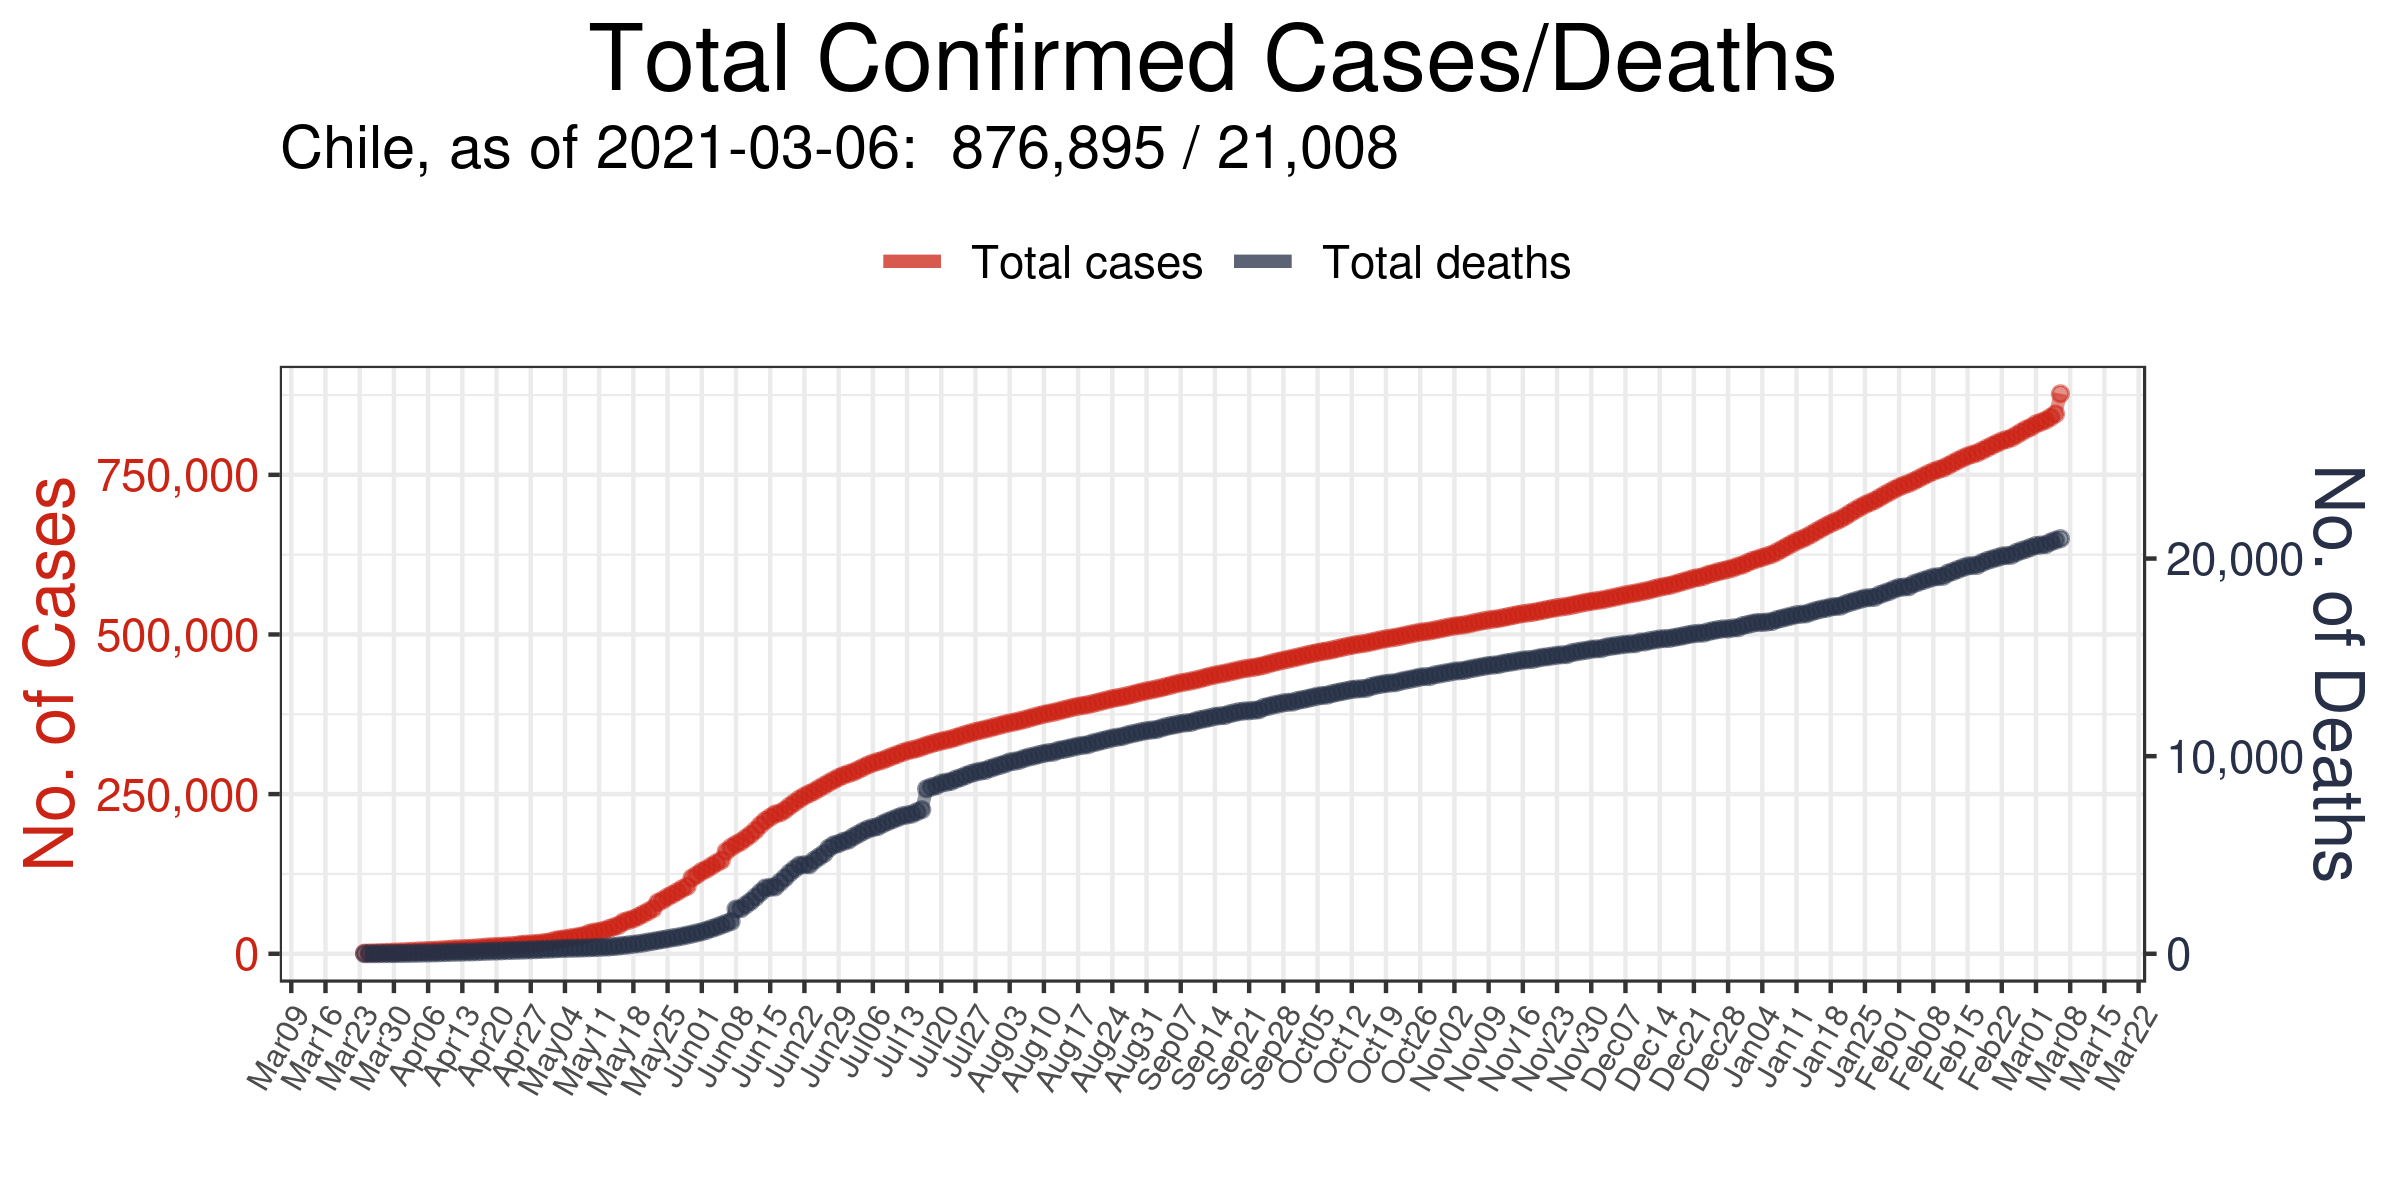 Total Confirmed Cases/Deaths
Chile, as of 2021-03-06:  876,895 / 21,008
Total cases
Total deaths
No. of Cases
750,000
500,000
250,000
0
20,000
10,000
0
No. of Deaths
Mar09
Mar16
Mar23
Mar30
Apr06
Apr13
Apr20
Apr27
May04
May11
May18
May25
Jun01
Jun08
Jun15
Jun22
Jun29
Jul06
Jul13
Jul20
Jul27
Aug03
Aug10
Aug17
Aug24
Aug31
Sep07
Sep14
Sep21
Sep28
Oct05
Oct12
Oct19
Oct26
Nov02
Nov09
Nov16
Nov23
Nov30
Dec07
Dec14
Dec21
Dec28
Jan04
Jan11
Jan18
Jan25
Feb01
Feb08
Feb15
Feb22
Mar01
Mar08
Mar15
Mar22